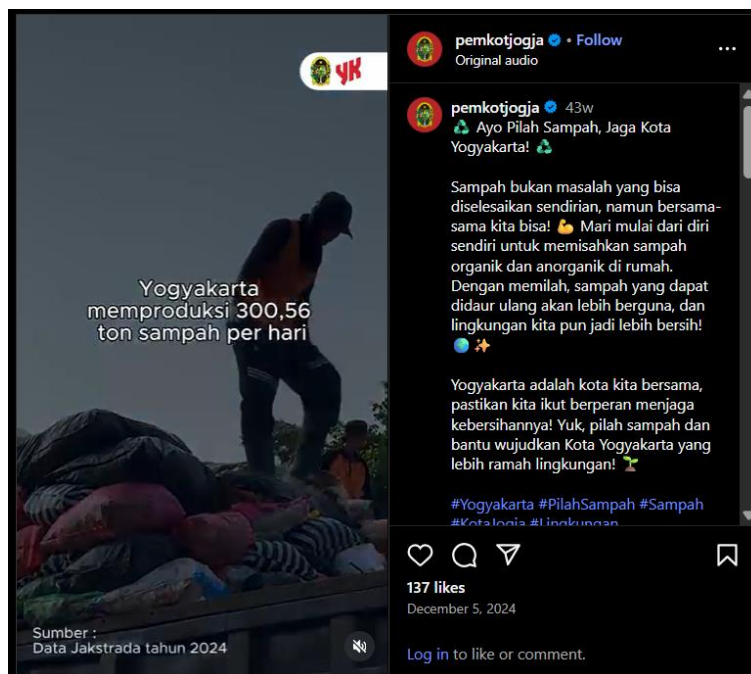 YK
Yogyakarta
memproduksi 300,56
ton sampah per hari
Sumber :
Data Jakstrada tahun 2024
pemkotjogja • Follow
Original audio
pemkotjogja 43w
♻️ Ayo Pilah Sampah, Jaga Kota
Yogyakarta! ♻️
Sampah bukan masalah yang bisa
diselesaikan sendirian, namun bersama-
sama kita bisa! 💪 Mari mulai dari diri
sendiri untuk memisahkan sampah
organik dan anorganik di rumah.
Dengan memilah, sampah yang dapat
didaur ulang akan lebih berguna, dan
lingkungan kita pun jadi lebih bersih!
🌍 ✨
Yogyakarta adalah kota kita bersama,
pastikan kita ikut berperan menjaga
kebersihannya! Yuk, pilah sampah dan
bantu wujudkan Kota Yogyakarta yang
lebih ramah lingkungan! 🌱
#Yogyakarta #PilahSampah #Sampah
#KotaJogja #Lingkungan
137 likes
December 5, 2024
Log in to like or comment.